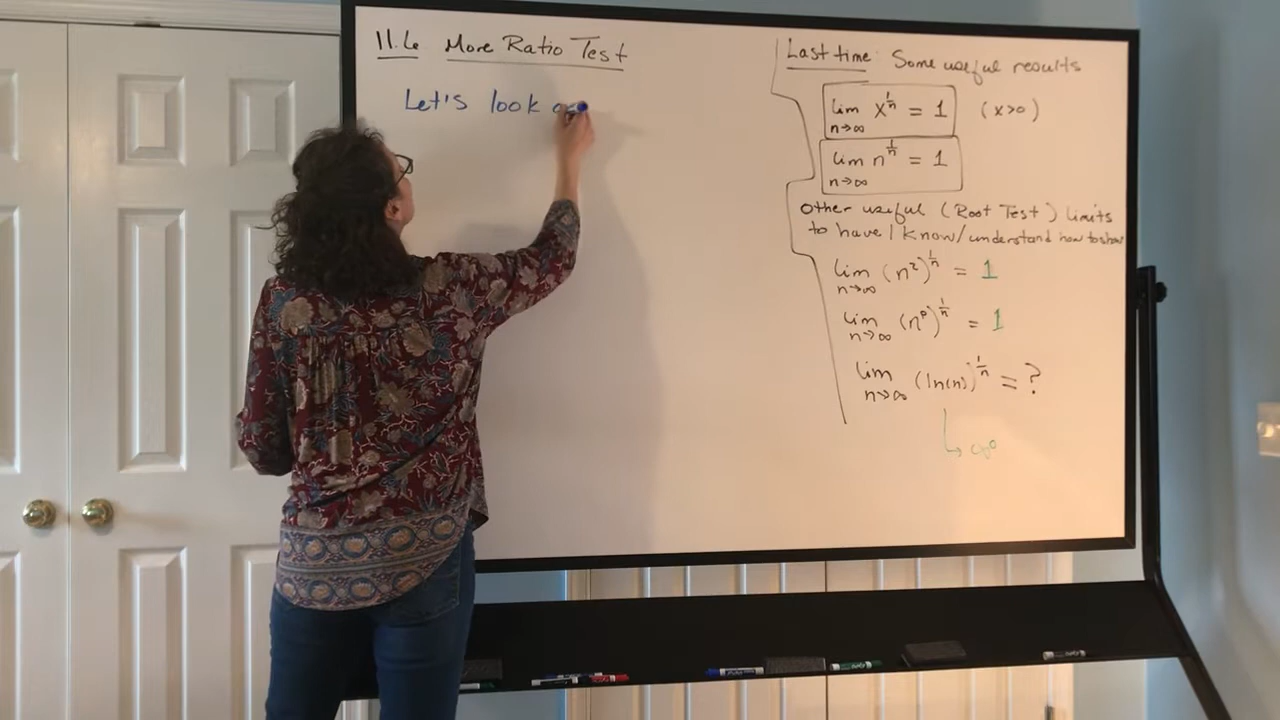 11.6 More Ratio Test
Let's look
Last time: Some useful results
lim n→∞ x^{1/n} = 1 (x>0)
lim n→∞ n^{1/n} = 1
Other useful (Root Test) limits
to have/know/understand how to show
lim n→∞ (n²)^{1/n} = 1
lim n→∞ (n^p)^{1/n} = 1
lim n→∞ (ln(n))^{1/n} = ?
↳ ∞⁰